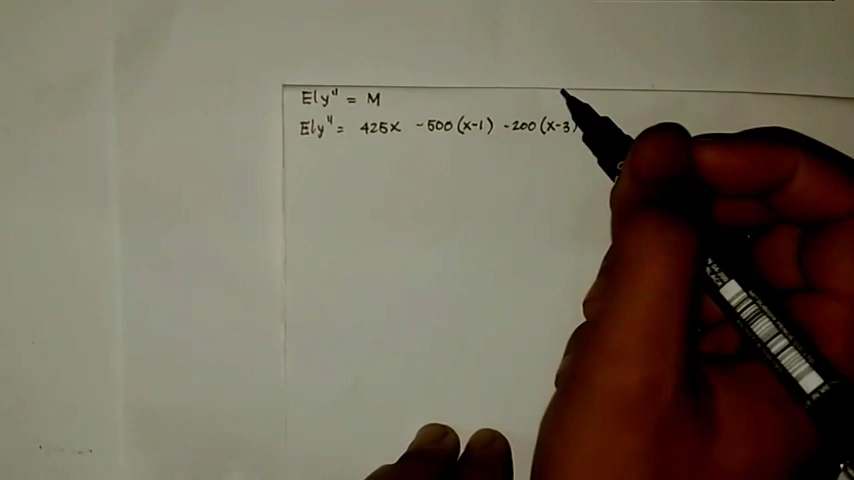 EIy" = M
EIy" = 425x - 500(x-1) - 200(x-3)